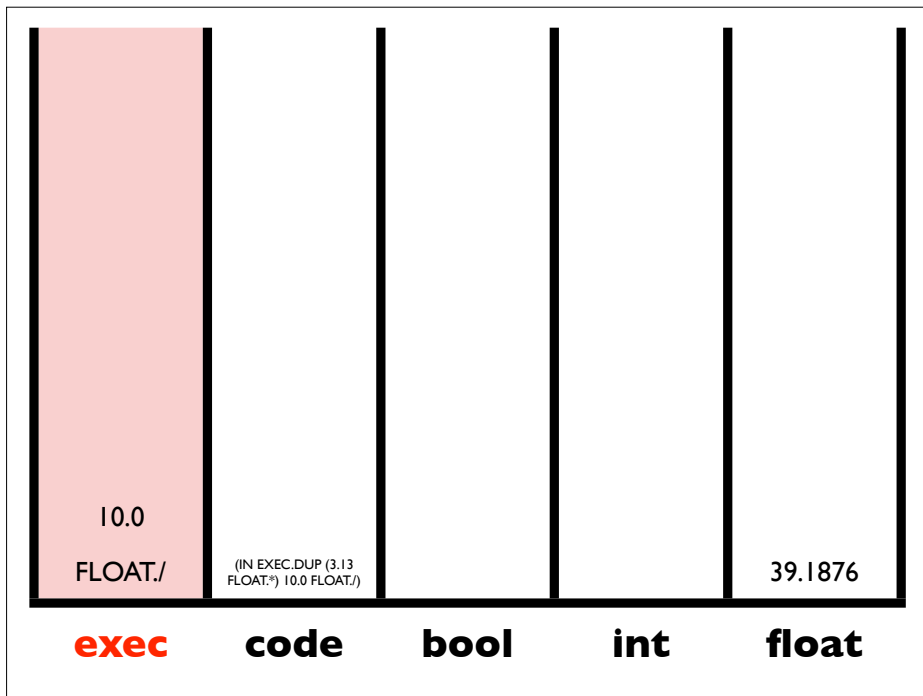 10.0
FLOAT./
(IN EXEC.DUP (3.13
FLOAT.*) 10.0 FLOAT./)
39.1876
exec
code
bool
int
float